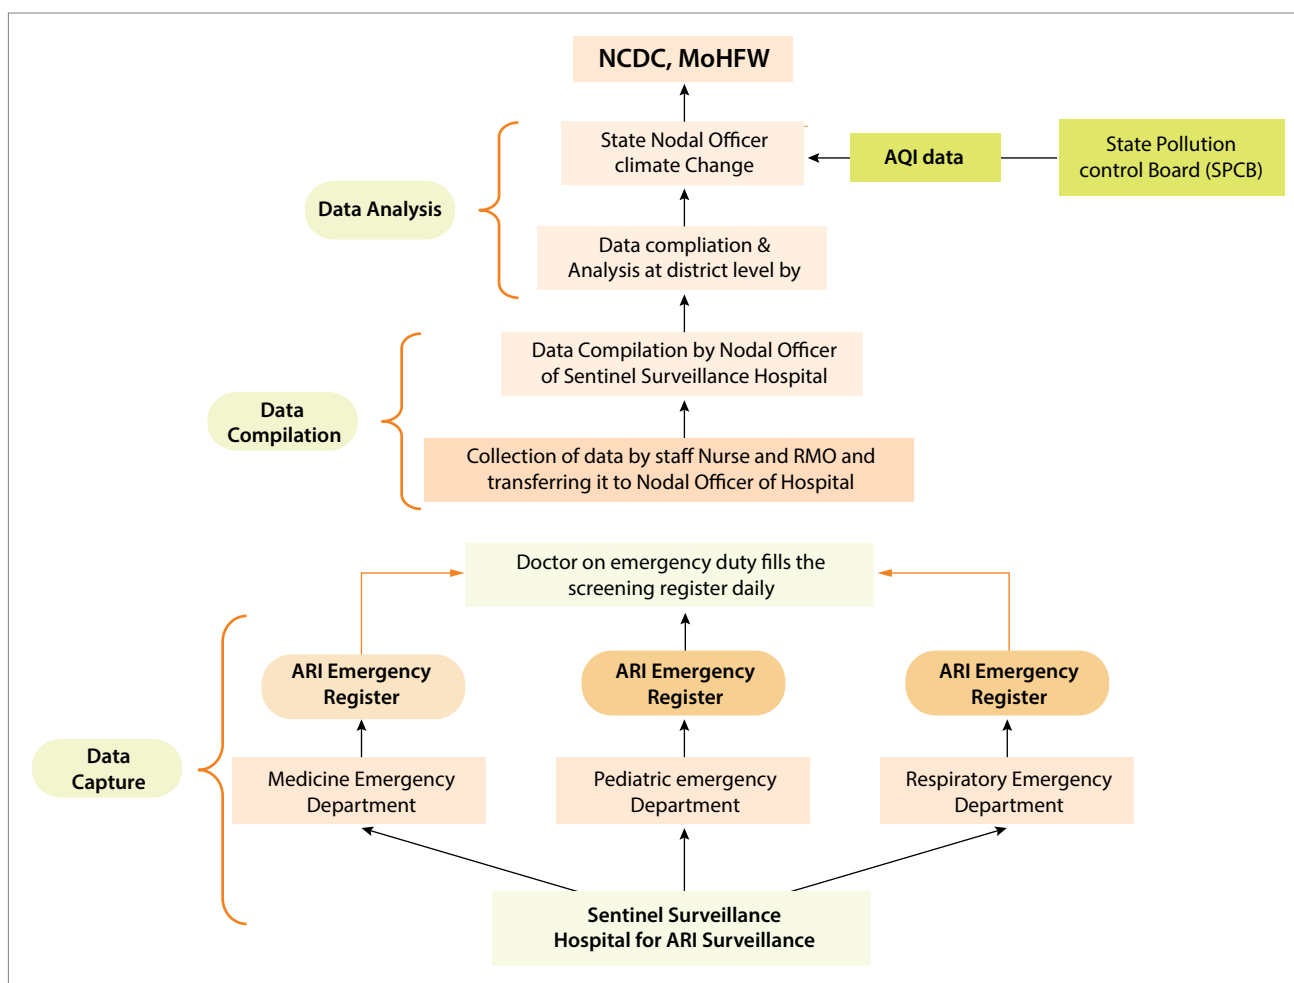 NCDC, MoHFW
State Nodal Officer
climate Change
AQI data
State Pollution
control Board (SPCB)
Data Analysis
Data compliation &
Analysis at district level by
Data Compilation by Nodal Officer
of Sentinel Surveillance Hospital
Data
Compilation
Collection of data by staff Nurse and RMO and
transferring it to Nodal Officer of Hospital
Doctor on emergency duty fills the
screening register daily
ARI Emergency
Register
ARI Emergency
Register
ARI Emergency
Register
Data
Capture
Medicine Emergency
Department
Pediatric emergency
Department
Respiratory Emergency
Department
Sentinel Surveillance
Hospital for ARI Surveillance